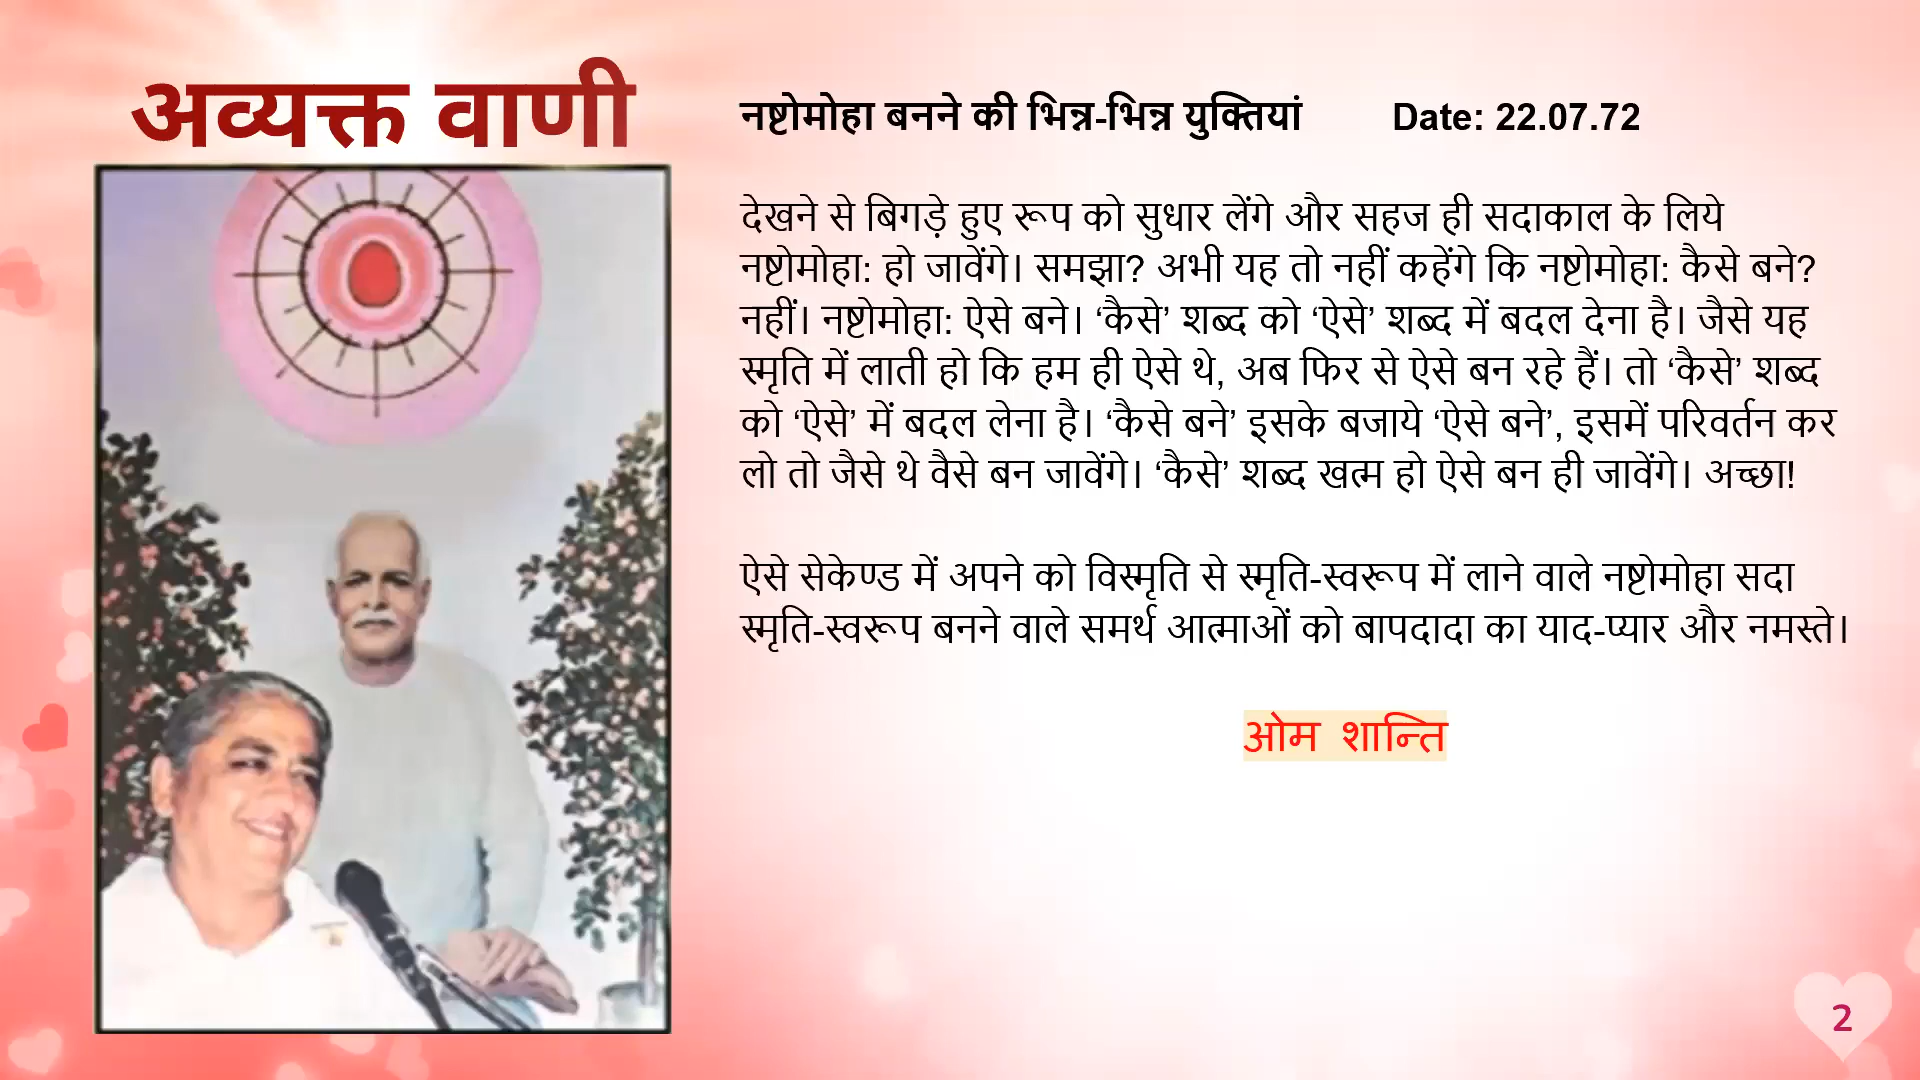 अव्यक्त वाणी
नष्टोमोहा बनने की भिन्न-भिन्न युक्तियां Date: 22.07.72
देखने से बिगड़े हुए रूप को सुधार लेंगे और सहज ही सदाकाल के लिये
नष्टोमोहा: हो जावेंगे। समझा? अभी यह तो नहीं कहेंगे कि नष्टोमोहा: कैसे बने?
नहीं। नष्टोमोहा: ऐसे बने। ‘कैसे’ शब्द को ‘ऐसे’ शब्द में बदल देना है। जैसे यह
स्मृति में लाती हो कि हम ही ऐसे थे, अब फिर से ऐसे बन रहे हैं। तो ‘कैसे’ शब्द
को ‘ऐसे’ में बदल लेना है। ‘कैसे बने’ इसके बजाये ‘ऐसे बने’, इसमें परिवर्तन कर
लो तो जैसे थे वैसे बन जावेंगे। ‘कैसे’ शब्द खत्म हो ऐसे बन ही जावेंगे। अच्छा!
ऐसे सेकेण्ड में अपने को विस्मृति से स्मृति-स्वरूप में लाने वाले नष्टोमोहा सदा
स्मृति-स्वरूप बनने वाले समर्थ आत्माओं को बापदादा का याद-प्यार और नमस्ते।
ओम शान्ति
2